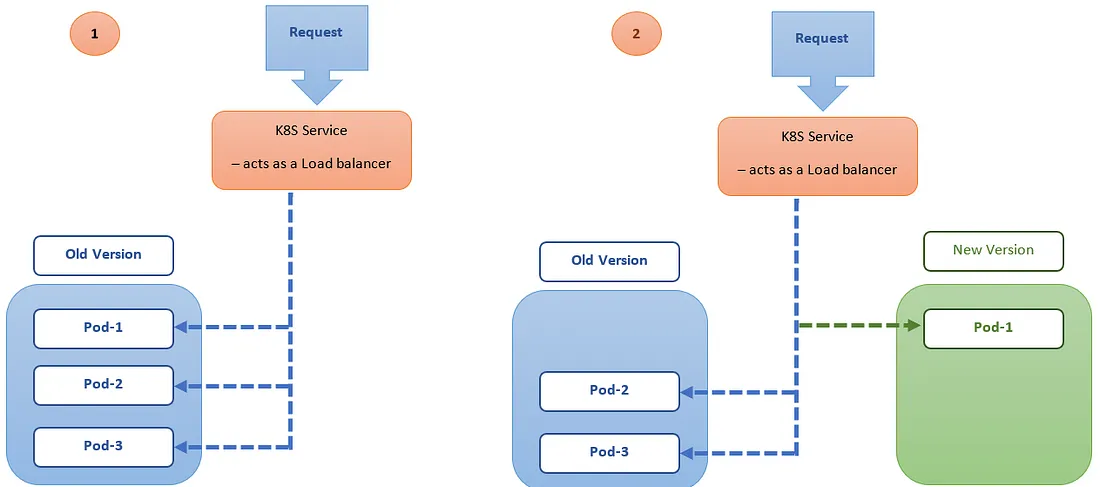 1
Request
K8S Service
– acts as a Load balancer
Old Version
Pod-1
Pod-2
Pod-3
2
Request
K8S Service
– acts as a Load balancer
Old Version
Pod-2
Pod-3
New Version
Pod-1